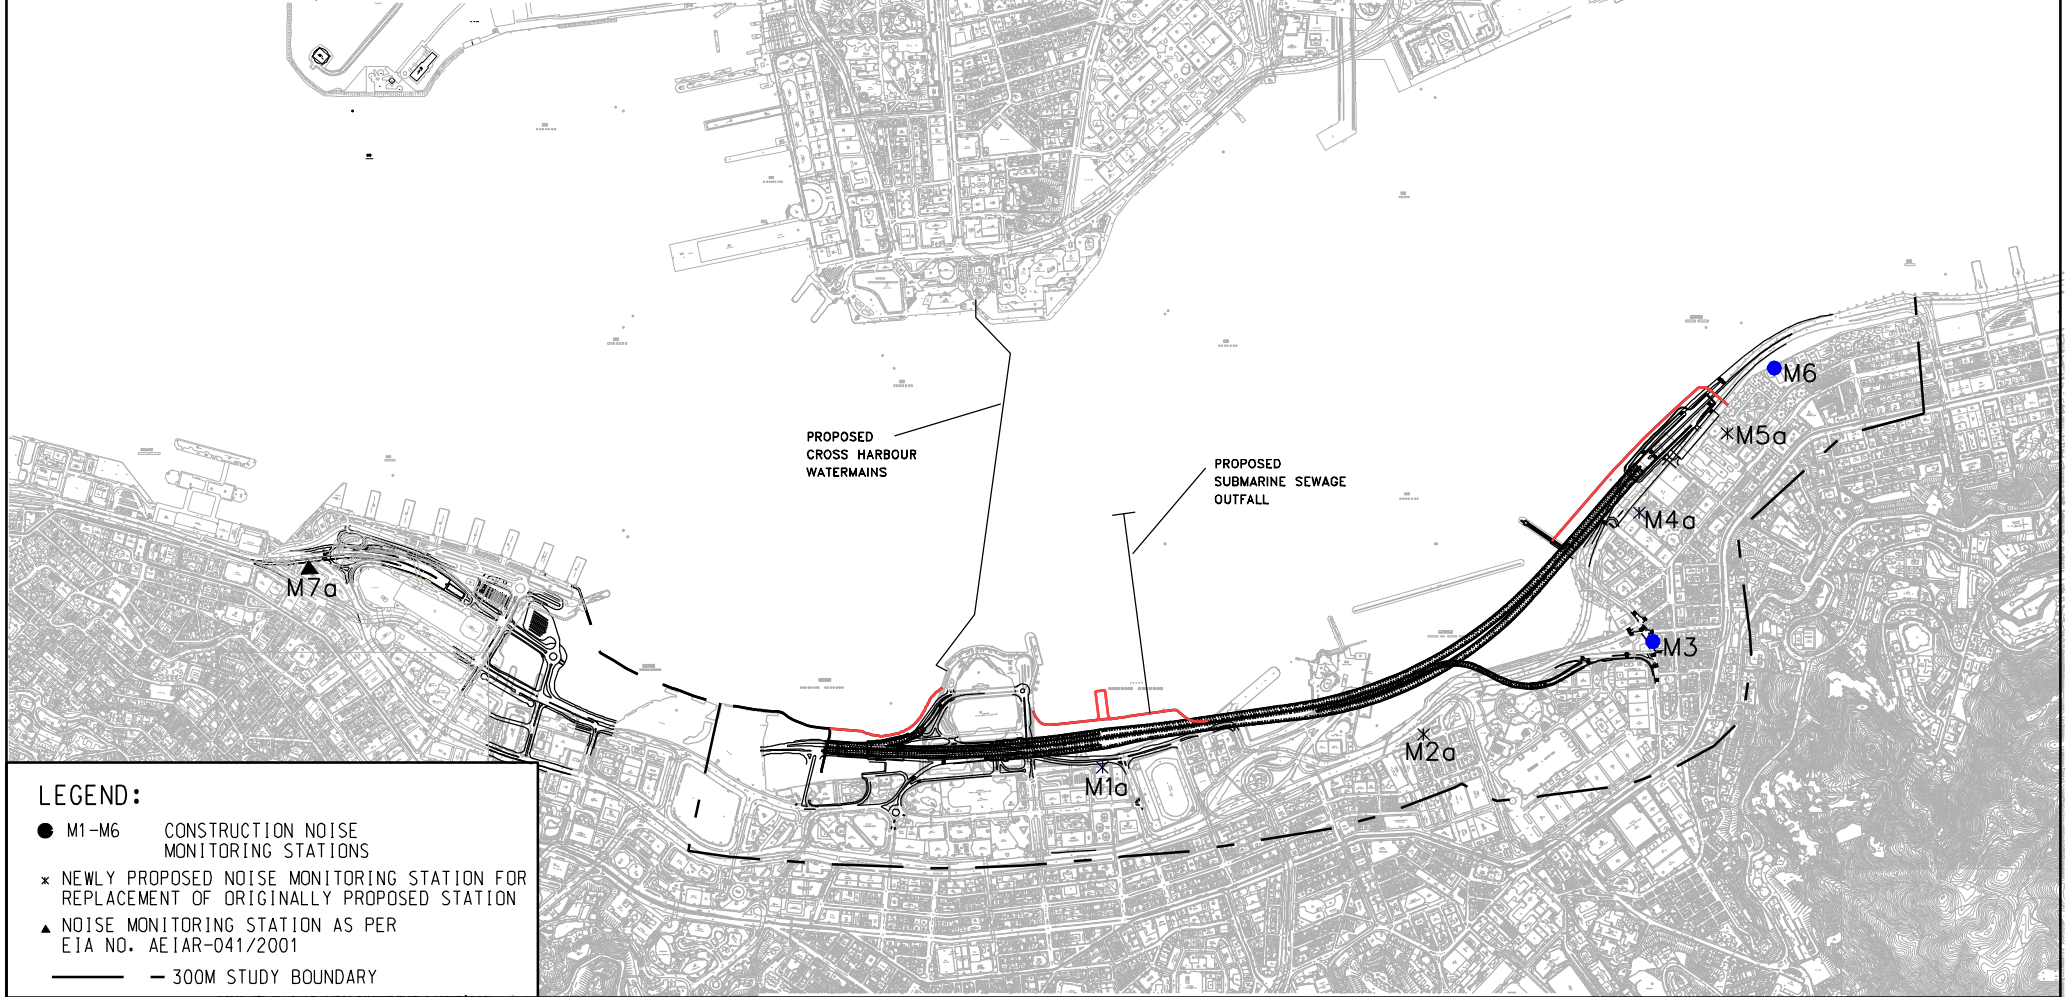 PROPOSED
CROSS HARBOUR
WATERMAINS
PROPOSED
SUBMARINE SEWAGE
OUTFALL
M6
M5a
M4a
M3
M2a
M1a
M7a
LEGEND:
M1-M6 CONSTRUCTION NOISE
MONITORING STATIONS
NEWLY PROPOSED NOISE MONITORING STATION FOR
REPLACEMENT OF ORIGINALLY PROPOSED STATION
NOISE MONITORING STATION AS PER
EIA NO. AEIAR-041/2001
300M STUDY BOUNDARY